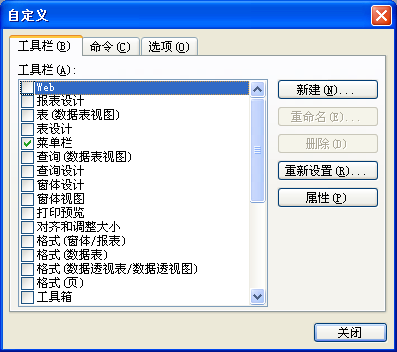 自定义
工具栏(B) 命令(C) 选项(O)
工具栏(A):
Web
报表设计
表(数据表视图)
表设计
菜单栏
查询(数据表视图)
查询设计
窗体设计
窗体视图
打印预览
对齐和调整大小
格式(窗体/报表)
格式(数据表)
格式(数据透视表/数据透视图)
格式(页)
工具箱
新建(N)...
重命名(E)...
删除(D)
重新设置(R)...
属性(P)
关闭